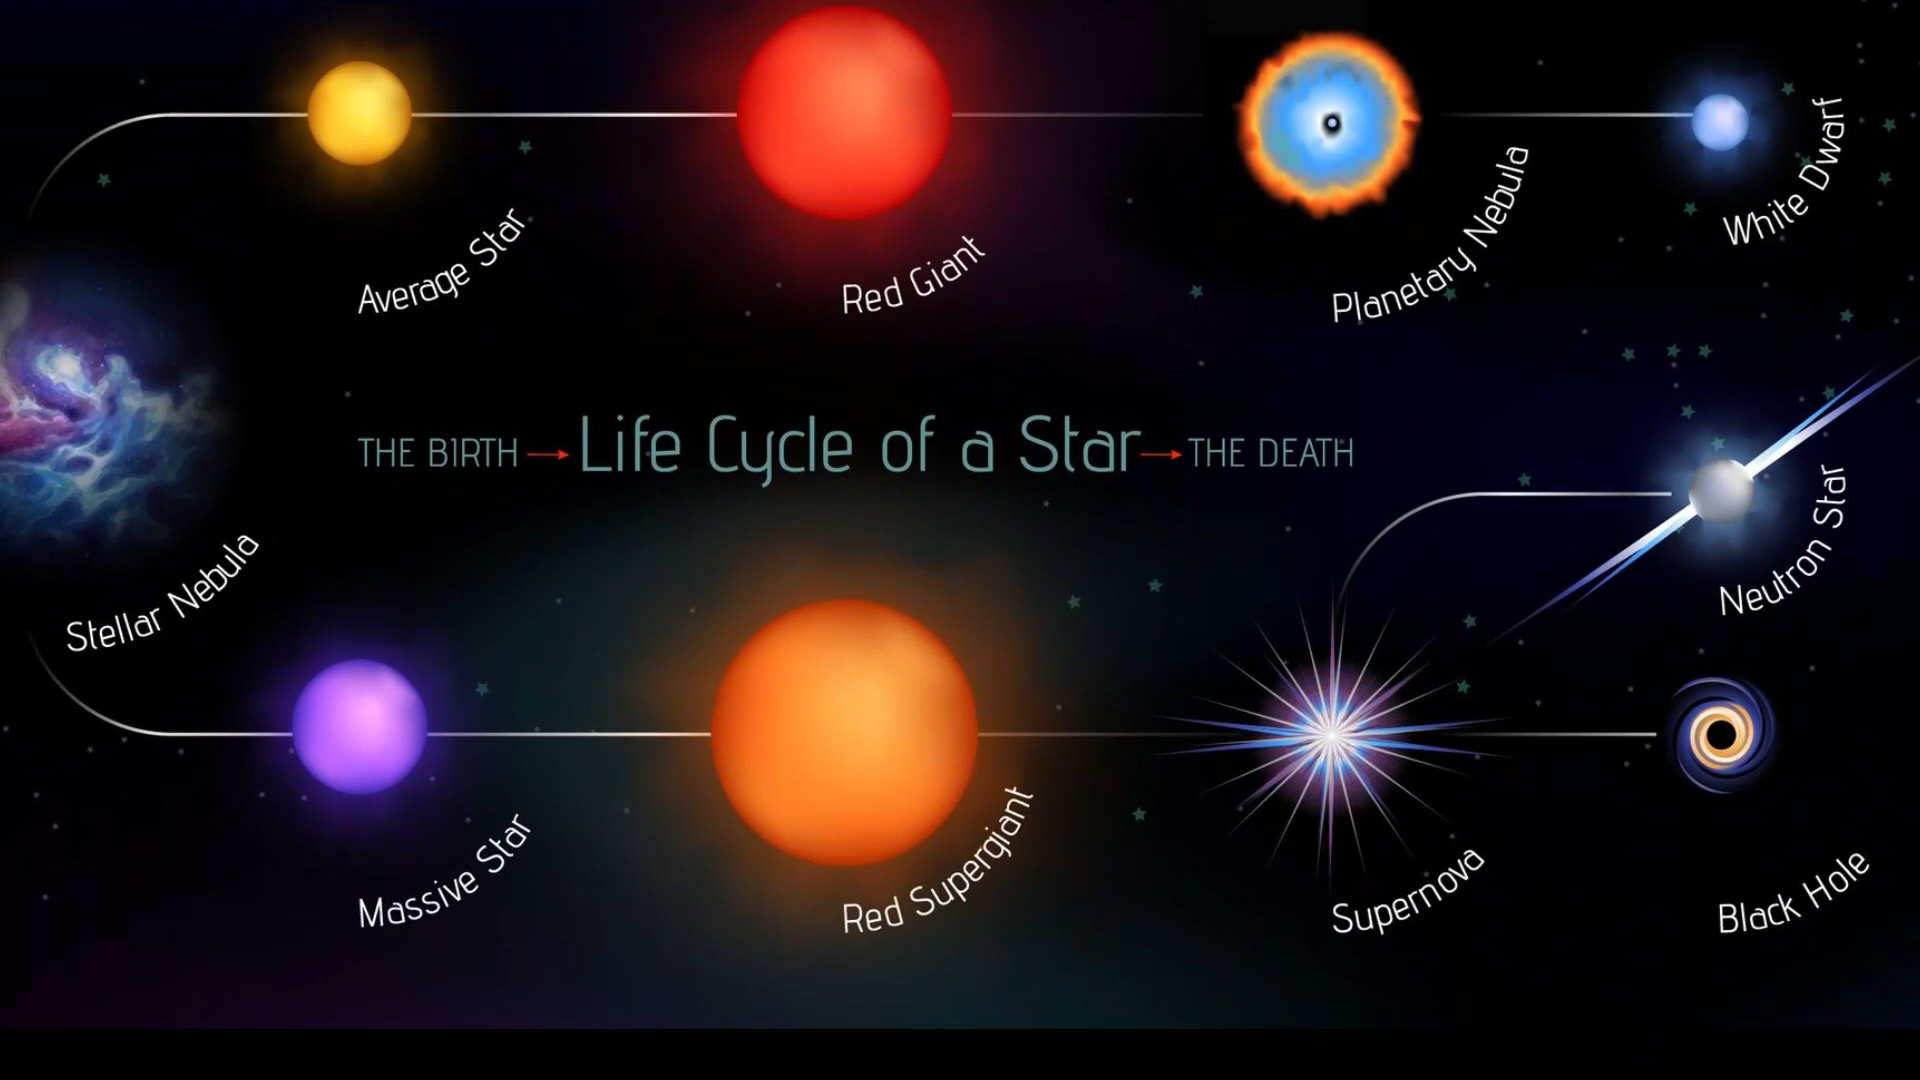 Average Star
Red Giant
Planetary Nebula
White Dwarf
THE BIRTH → Life Cycle of a Star → THE DEATH
Stellar Nebula
Neutron Star
Massive Star
Red Supergiant
Supernova
Black Hole